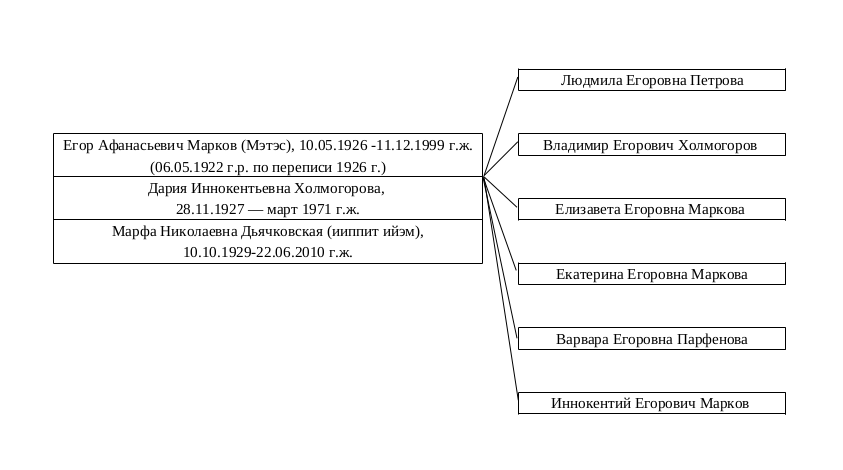 Егор Афанасьевич Марков (Мэтэс), 10.05.1926 -11.12.1999 г.ж.
(06.05.1922 г.р. по переписи 1926 г.)
Дария Иннокентьевна Холмогорова,
28.11.1927 — март 1971 г.ж.
Марфа Николаевна Дьячковская (ииппит ийэм),
10.10.1929-22.06.2010 г.ж.
Людмила Егоровна Петрова
Владимир Егорович Холмогоров
Елизавета Егоровна Маркова
Екатерина Егоровна Маркова
Варвара Егоровна Парфенова
Иннокентий Егорович Марков